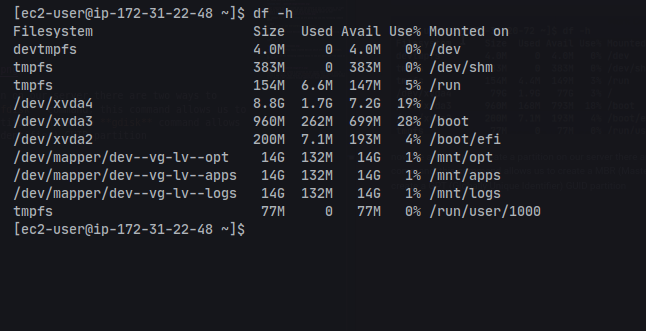 [ec2-user@ip-172-31-22-48 ~]$ df -h
Filesystem                    Size  Used Avail Use% Mounted on
devtmpfs                      4.0M     0  4.0M   0% /dev
tmpfs                         383M     0  383M   0% /dev/shm
tmpfs                         154M  6.6M  147M   5% /run
/dev/xvda4                    8.8G  1.7G  7.2G  19% /
/dev/xvda3                    960M  262M  699M  28% /boot
/dev/xvda2                    200M  7.1M  193M   4% /boot/efi
/dev/mapper/dev--vg-lv--opt    14G  132M   14G   1% /mnt/opt
/dev/mapper/dev--vg-lv--apps   14G  132M   14G   1% /mnt/apps
/dev/mapper/dev--vg-lv--logs   14G  132M   14G   1% /mnt/logs
tmpfs                          77M     0   77M   0% /run/user/1000
[ec2-user@ip-172-31-22-48 ~]$